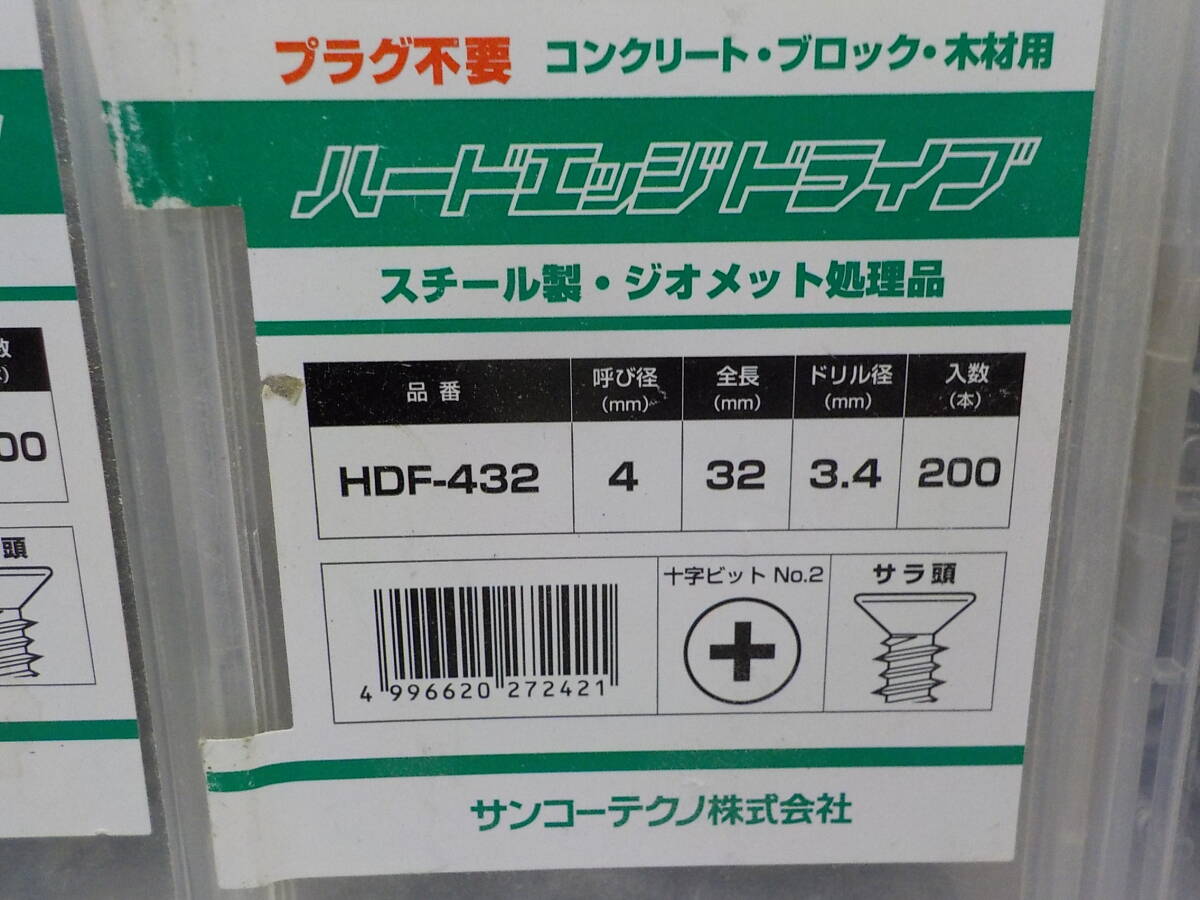 プラグ不要 コンクリート・ブロック・木材用
ハードエッジドライブ
スチール製・ジオメット処理品
品番 呼び径 全長 ドリル径 入数
(mm) (mm) (mm) (本)
HDF-432 4 32 3.4 200
十字ビット No.2 サラ頭
4 996620 272421
サンコーテクノ株式会社
数
00
頭